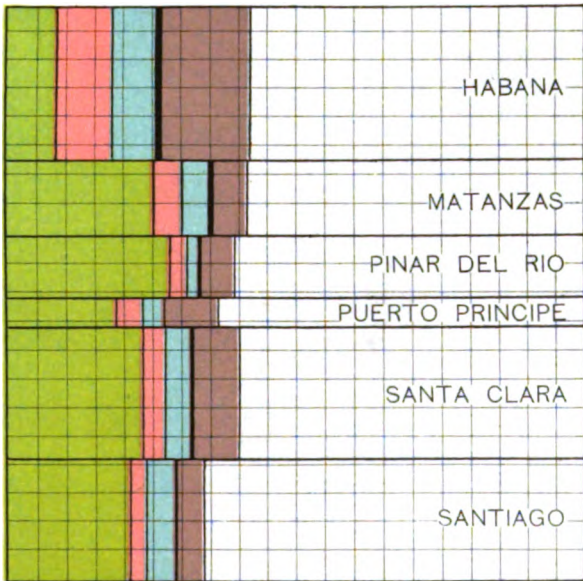 HABANA
MATANZAS
PINAR DEL RIO
PUERTO PRINCIPE
SANTA CLARA
SANTIAGO